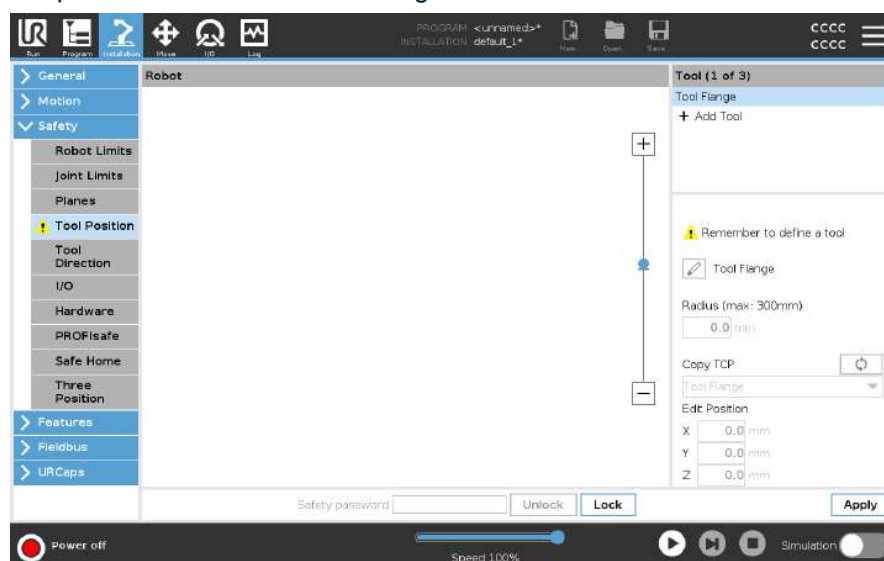 PROGRAM <unnamed>*
INSTALLATION default_1*
New... Open... Save...
CCCC
CCCC
UR
Run Program Installation Move I/O Log
General
Motion
Safety
Robot Limits
Joint Limits
Planes
Tool Position
Tool
Direction
I/O
Hardware
PROFIsafe
Safe Home
Three
Position
Features
Fieldbus
URCaps
Robot
+
−
Tool (1 of 3)
Tool Flange
+ Add Tool
Remember to define a tool
Tool Flange
Radius (max: 300mm)
0.0 mm
Copy TCP
Tool Flange
Edit Position
X 0.0 mm
Y 0.0 mm
Z 0.0 mm
Safety password Unlock Lock Apply
Power off
Speed 100%
Simulation